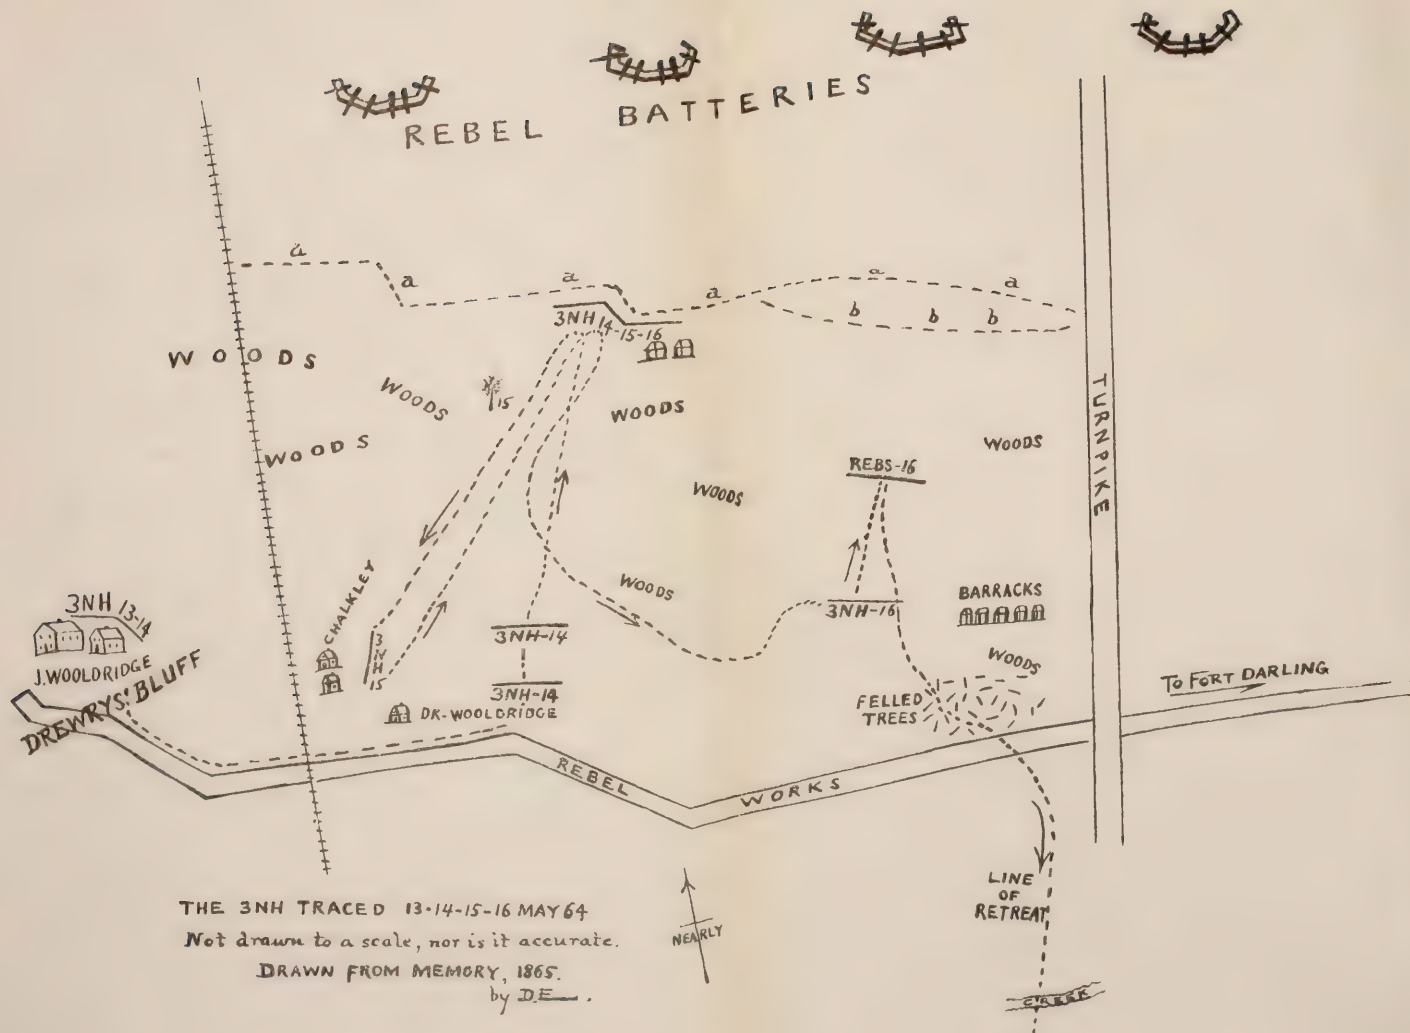 REBEL BATTERIES
a
a
a
a
a
a
b
b
b
3NH 14-15-16
WOODS
WOODS
15
WOODS
WOODS
WOODS
WOODS
REBS-16
TURNPIKE
WOODS
3NH-16
BARRACKS
3NH 13-14
J. WOOLDRIDGE
DREWRYS' BLUFF
CHALKLEY
3NH 15
3NH-14
3NH-14
DR-WOOLDRIDGE
WOODS
FELLED
TREES
TO FORT DARLING
REBEL WORKS
LINE
OF
RETREAT
CREEK
NEARLY
THE 3NH TRACED 13-14-15-16 MAY 64
Not drawn to a scale, nor is it accurate.
DRAWN FROM MEMORY, 1865.
by D.E.